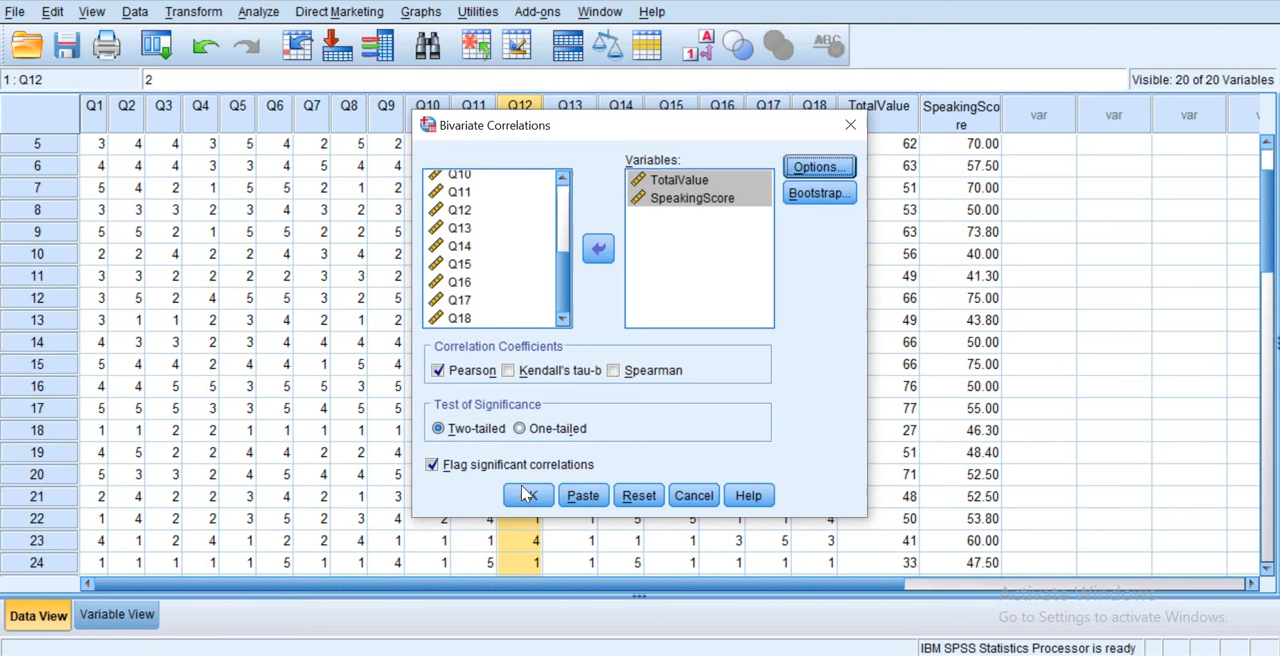 File Edit View Data Transform Analyze Direct Marketing Graphs Utilities Add-ons Window Help
1 : Q12 2 Visible: 20 of 20 Variables
Q1 Q2 Q3 Q4 Q5 Q6 Q7 Q8 Q9 Q10 Q11 Q12 Q13 Q14 Q15 Q16 Q17 Q18 TotalValue SpeakingSco re var var var
Bivariate Correlations
5 3 4 4 3 5 4 2 5 2 62 70.00
6 4 4 4 3 3 4 5 4 4 63 57.50
7 5 4 2 1 5 5 2 1 2 51 70.00
8 3 3 3 2 3 4 3 2 3 53 50.00
9 5 5 2 1 5 5 2 2 5 63 73.80
10 2 2 4 2 2 4 3 4 2 56 40.00
11 3 3 2 2 2 2 3 3 2 49 41.30
12 3 5 2 4 5 5 3 2 5 66 75.00
13 3 1 1 2 3 4 2 1 2 49 43.80
14 4 3 3 2 3 4 4 4 4 66 50.00
15 5 4 4 2 4 4 1 5 4 66 75.00
16 4 4 5 5 3 5 5 3 5 76 50.00
17 5 5 5 3 3 5 4 5 5 77 55.00
18 1 1 2 2 1 1 1 1 1 27 46.30
19 4 5 2 2 4 4 2 2 4 51 48.40
20 5 3 3 2 4 5 4 4 5 71 52.50
21 2 4 2 2 3 4 2 1 3 48 52.50
22 1 4 2 2 3 5 2 3 4 2 4 1 1 5 5 1 1 4 50 53.80
23 4 1 2 4 1 2 2 4 1 1 1 4 1 1 1 3 5 3 41 60.00
24 1 1 1 1 1 5 1 1 4 1 5 1 1 5 1 1 1 1 33 47.50
Variables:
Q10
Q11
Q12
Q13
Q14
Q15
Q16
Q17
Q18
TotalValue
SpeakingScore
Options...
Bootstrap...
Correlation Coefficients
Pearson Kendall's tau-b Spearman
Test of Significance
Two-tailed One-tailed
Flag significant correlations
Paste Reset Cancel Help
Activate Windows
Go to Settings to activate Windows.
Data View Variable View
IBM SPSS Statistics Processor is ready